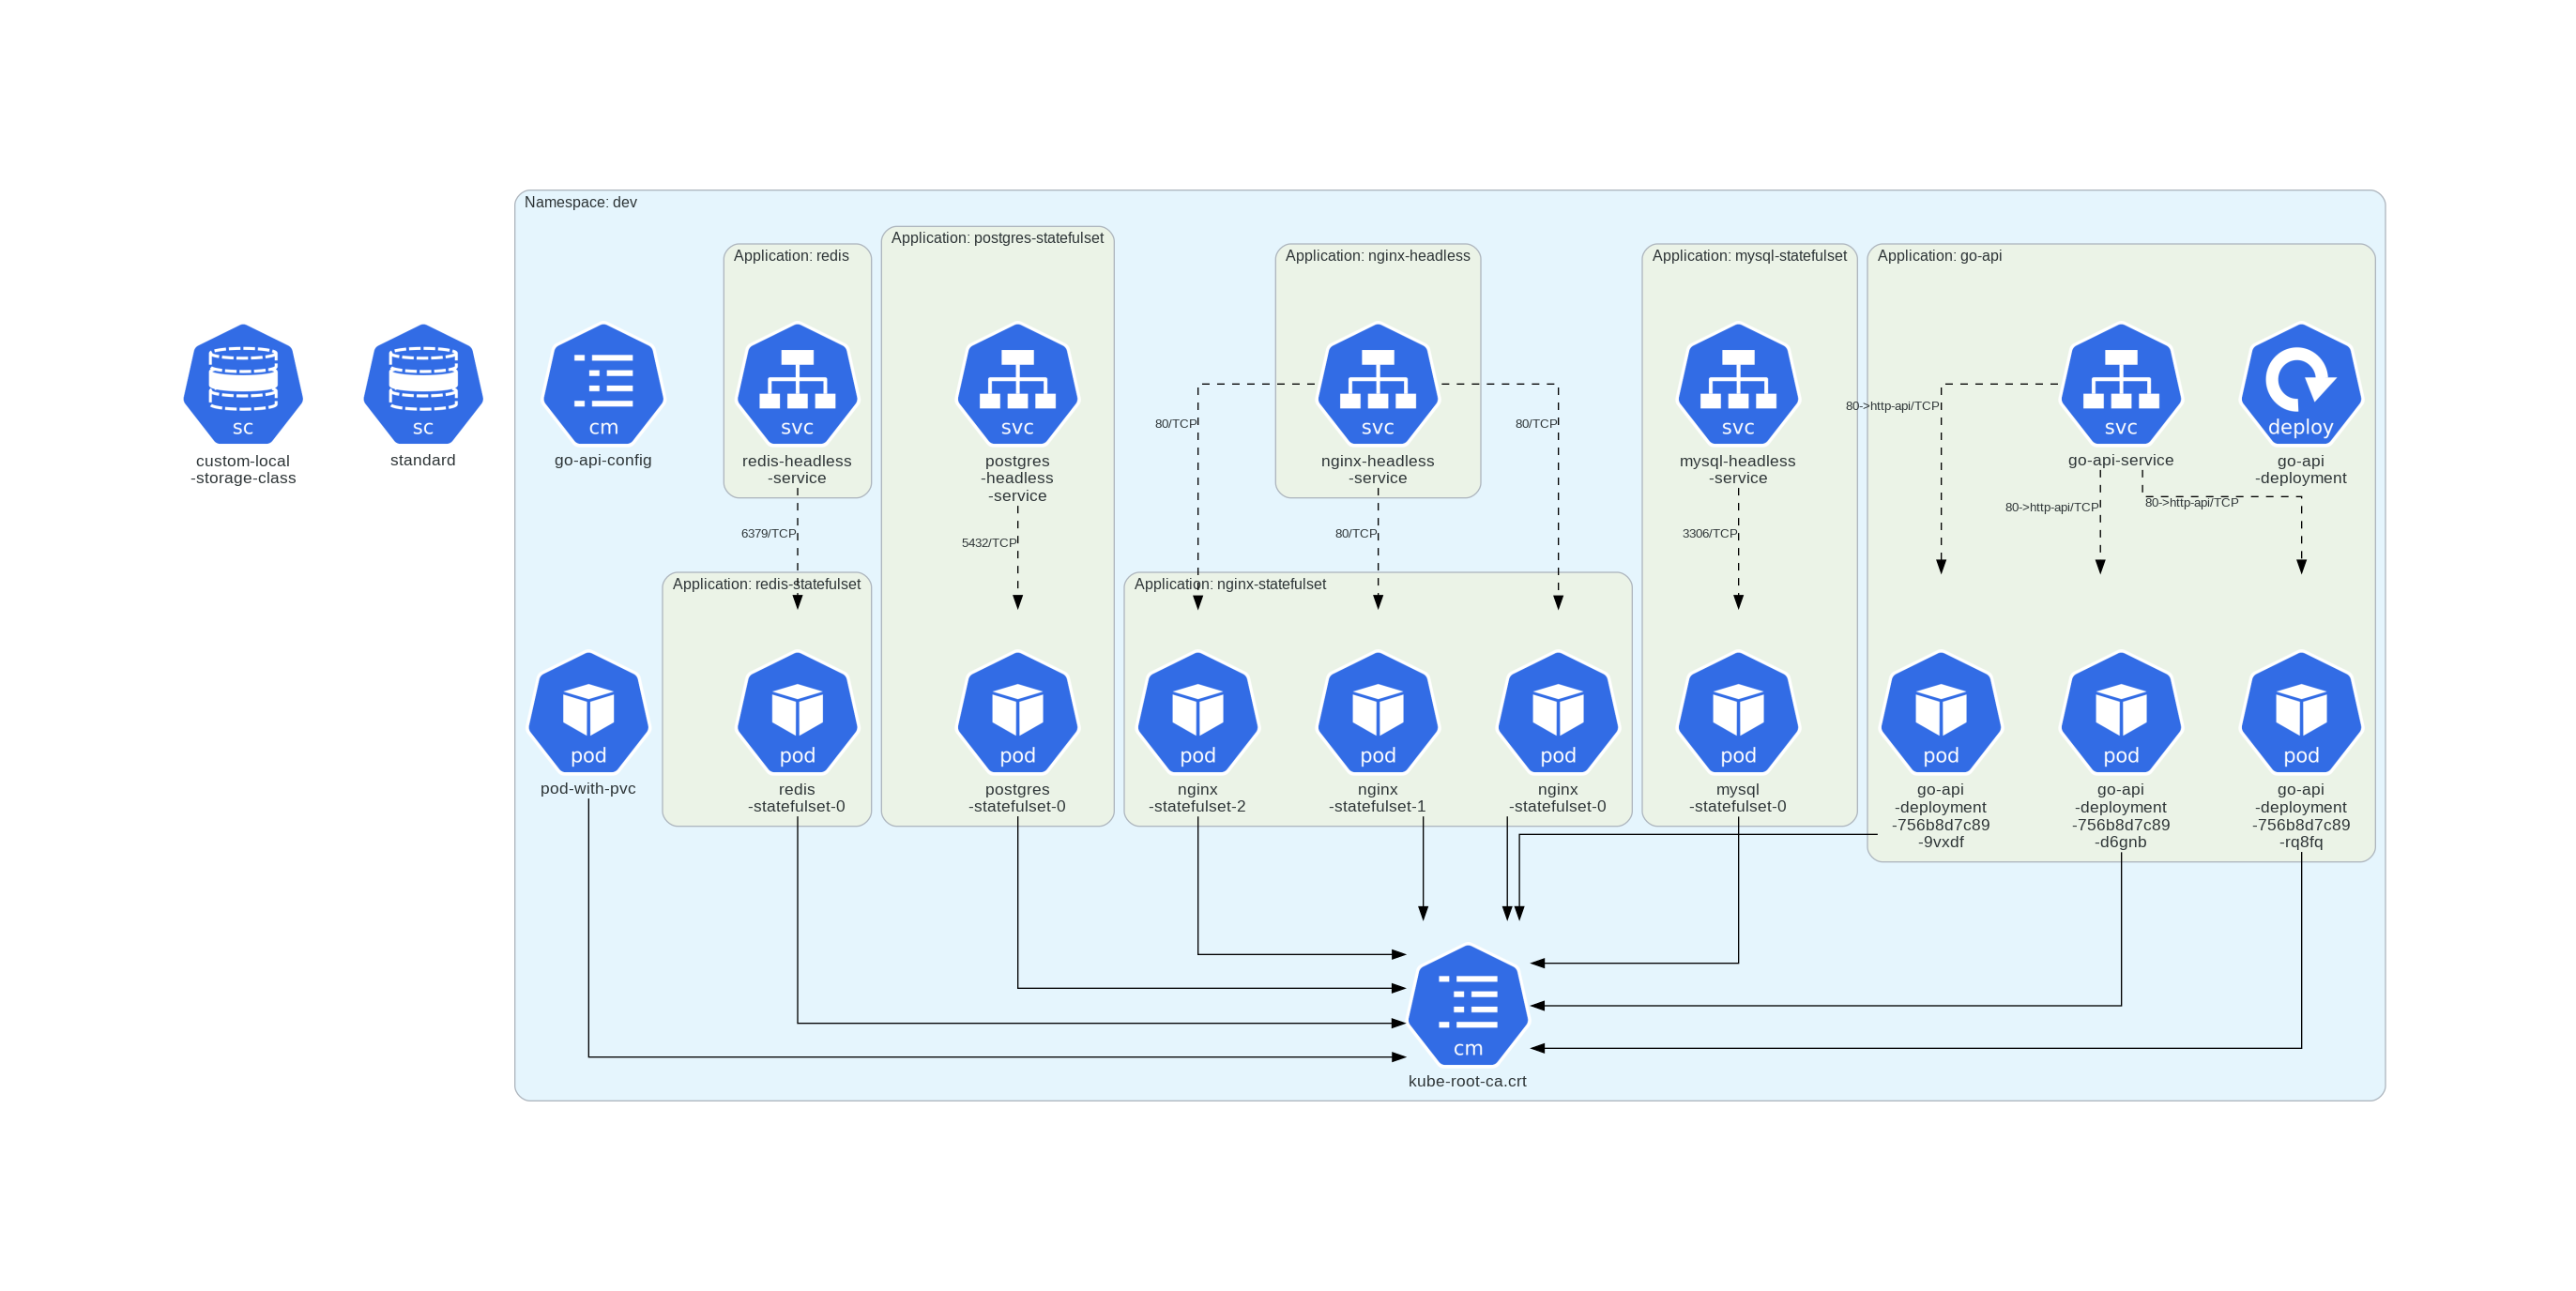 Namespace: dev
Application: redis
Application: postgres-statefulset
Application: nginx-headless
Application: mysql-statefulset
Application: go-api
sc
custom-local
-storage-class
sc
standard
cm
go-api-config
svc
redis-headless
-service
svc
postgres
-headless
-service
svc
nginx-headless
-service
svc
mysql-headless
-service
svc
go-api-service
deploy
go-api
-deployment
6379/TCP
5432/TCP
80/TCP
80/TCP
80/TCP
3306/TCP
80->http-api/TCP
80->http-api/TCP
80->http-api/TCP
Application: redis-statefulset
Application: nginx-statefulset
pod
pod-with-pvc
pod
redis
-statefulset-0
pod
postgres
-statefulset-0
pod
nginx
-statefulset-2
pod
nginx
-statefulset-1
pod
nginx
-statefulset-0
pod
mysql
-statefulset-0
pod
go-api
-deployment
-756b8d7c89
-9vxdf
pod
go-api
-deployment
-756b8d7c89
-d6gnb
pod
go-api
-deployment
-756b8d7c89
-rq8fq
cm
kube-root-ca.crt